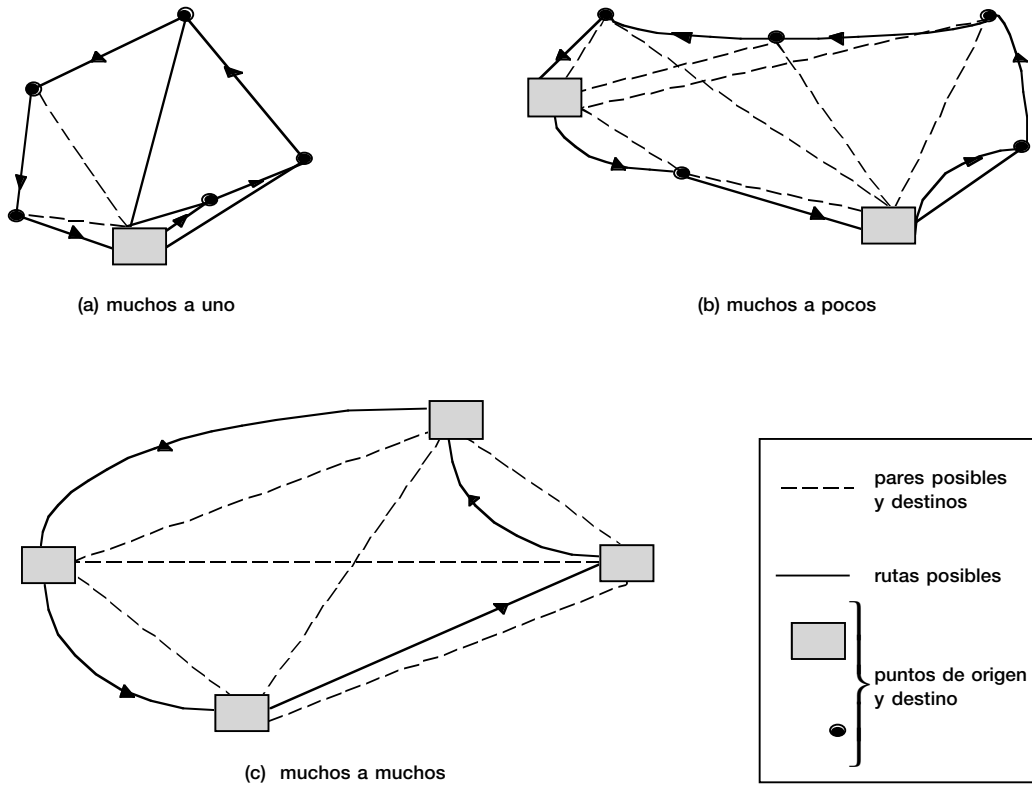 (a) muchos a uno
(b) muchos a pocos
pares posibles
y destinos
rutas posibles
puntos de origen
y destino
(c) muchos a muchos